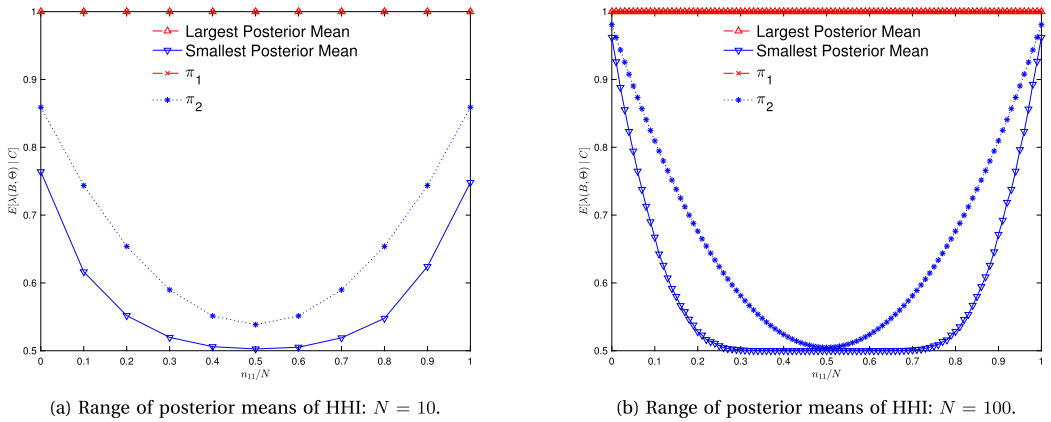 1
0.9
0.8
0.7
0.6
0.5
E[λ(B, Θ) | C]
Largest Posterior Mean
Smallest Posterior Mean
π1
π2
0 0.1 0.2 0.3 0.4 0.5 0.6 0.7 0.8 0.9 1
n11/N
(a) Range of posterior means of HHI: N = 10.
1
0.9
0.8
0.7
0.6
0.5
E[λ(B, Θ) | C]
Largest Posterior Mean
Smallest Posterior Mean
π1
π2
0 0.1 0.2 0.3 0.4 0.5 0.6 0.7 0.8 0.9 1
n11/N
(b) Range of posterior means of HHI: N = 100.